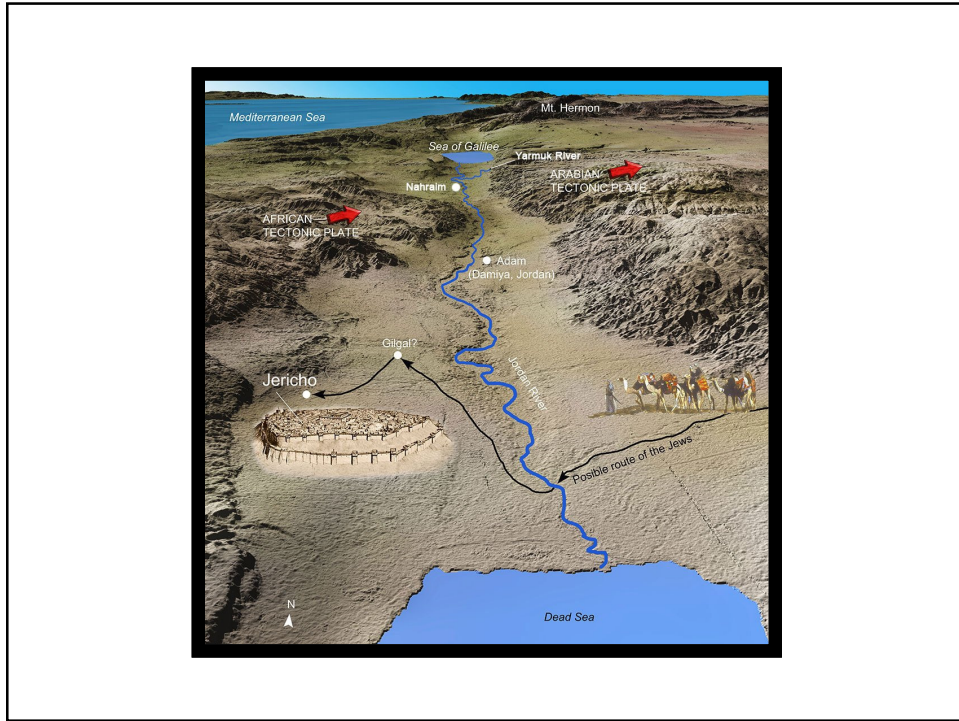 Mt. Hermon
Mediterranean Sea
Sea of Galilee
Yarmuk River
ARABIAN
TECTONIC PLATE
Nahraim
AFRICAN
TECTONIC PLATE
Adam
(Damiya, Jordan)
Gilgal?
Jordan River
Jericho
Posible route of the Jews
N
Dead Sea